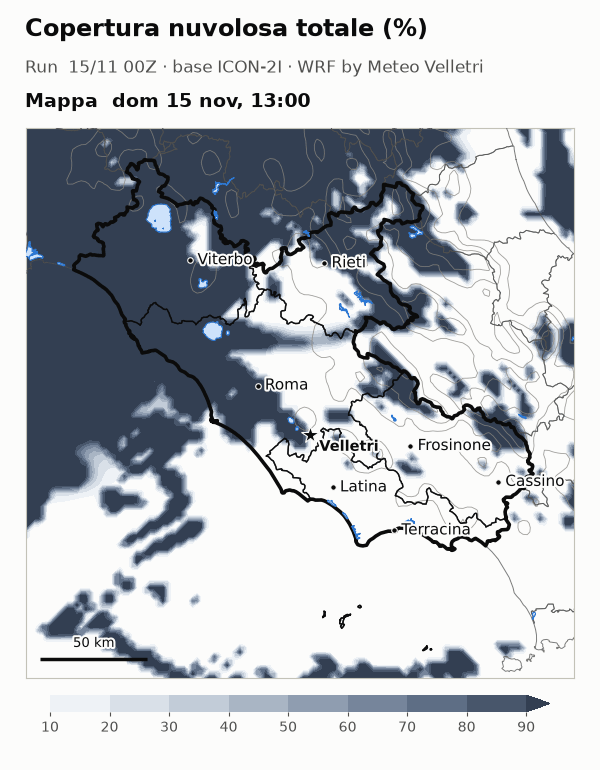 Copertura nuvolosa totale (%)
Run  15/11 00Z · base ICON-2I · WRF by Meteo Velletri
Mappa  dom 15 nov, 13:00
Viterbo
Rieti
Roma
Velletri
Frosinone
Cassino
Latina
Terracina
50 km
10 20 30 40 50 60 70 80 90